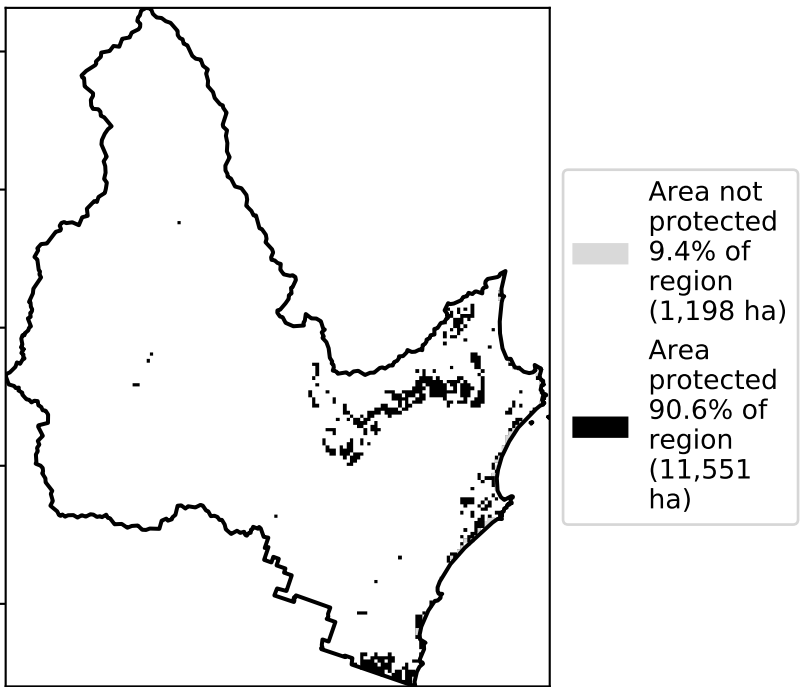 Area not
protected
9.4% of
region
(1,198 ha)
Area
protected
90.6% of
region
(11,551
ha)